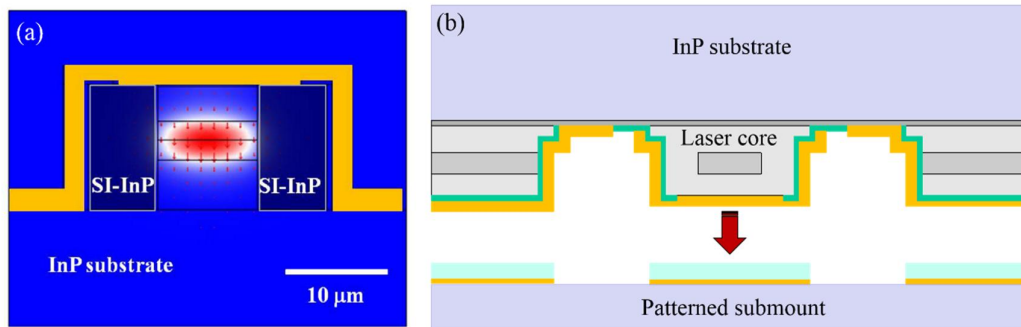 (a)
SI-InP
SI-InP
InP substrate
10 μm
(b)
InP substrate
Laser core
Patterned submount